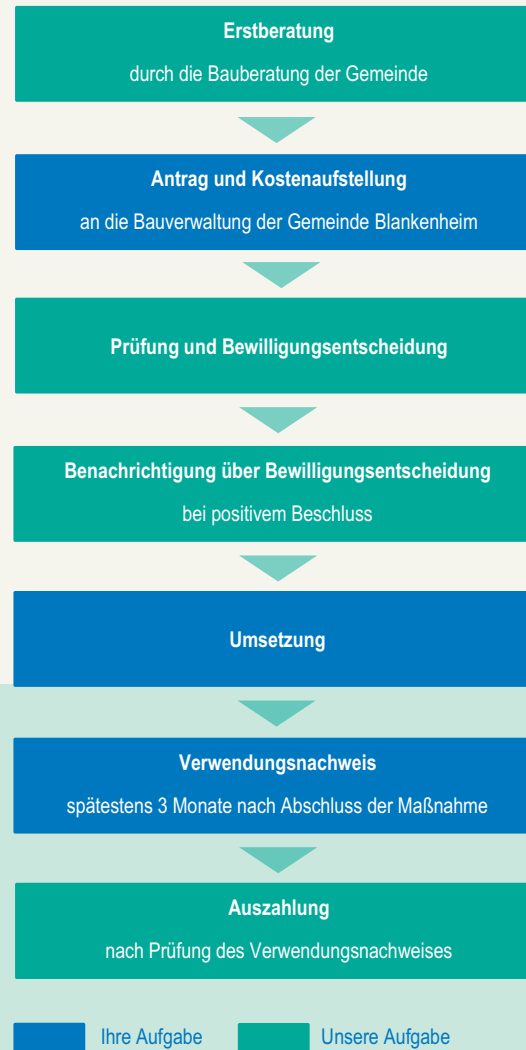 Erstberatung
durch die Bauberatung der Gemeinde
Antrag und Kostenaufstellung
an die Bauverwaltung der Gemeinde Blankenheim
Prüfung und Bewilligungsentscheidung
Benachrichtigung über Bewilligungsentscheidung
bei positivem Beschluss
Umsetzung
Verwendungsnachweis
spätestens 3 Monate nach Abschluss der Maßnahme
Auszahlung
nach Prüfung des Verwendungsnachweises
Ihre Aufgabe Unsere Aufgabe